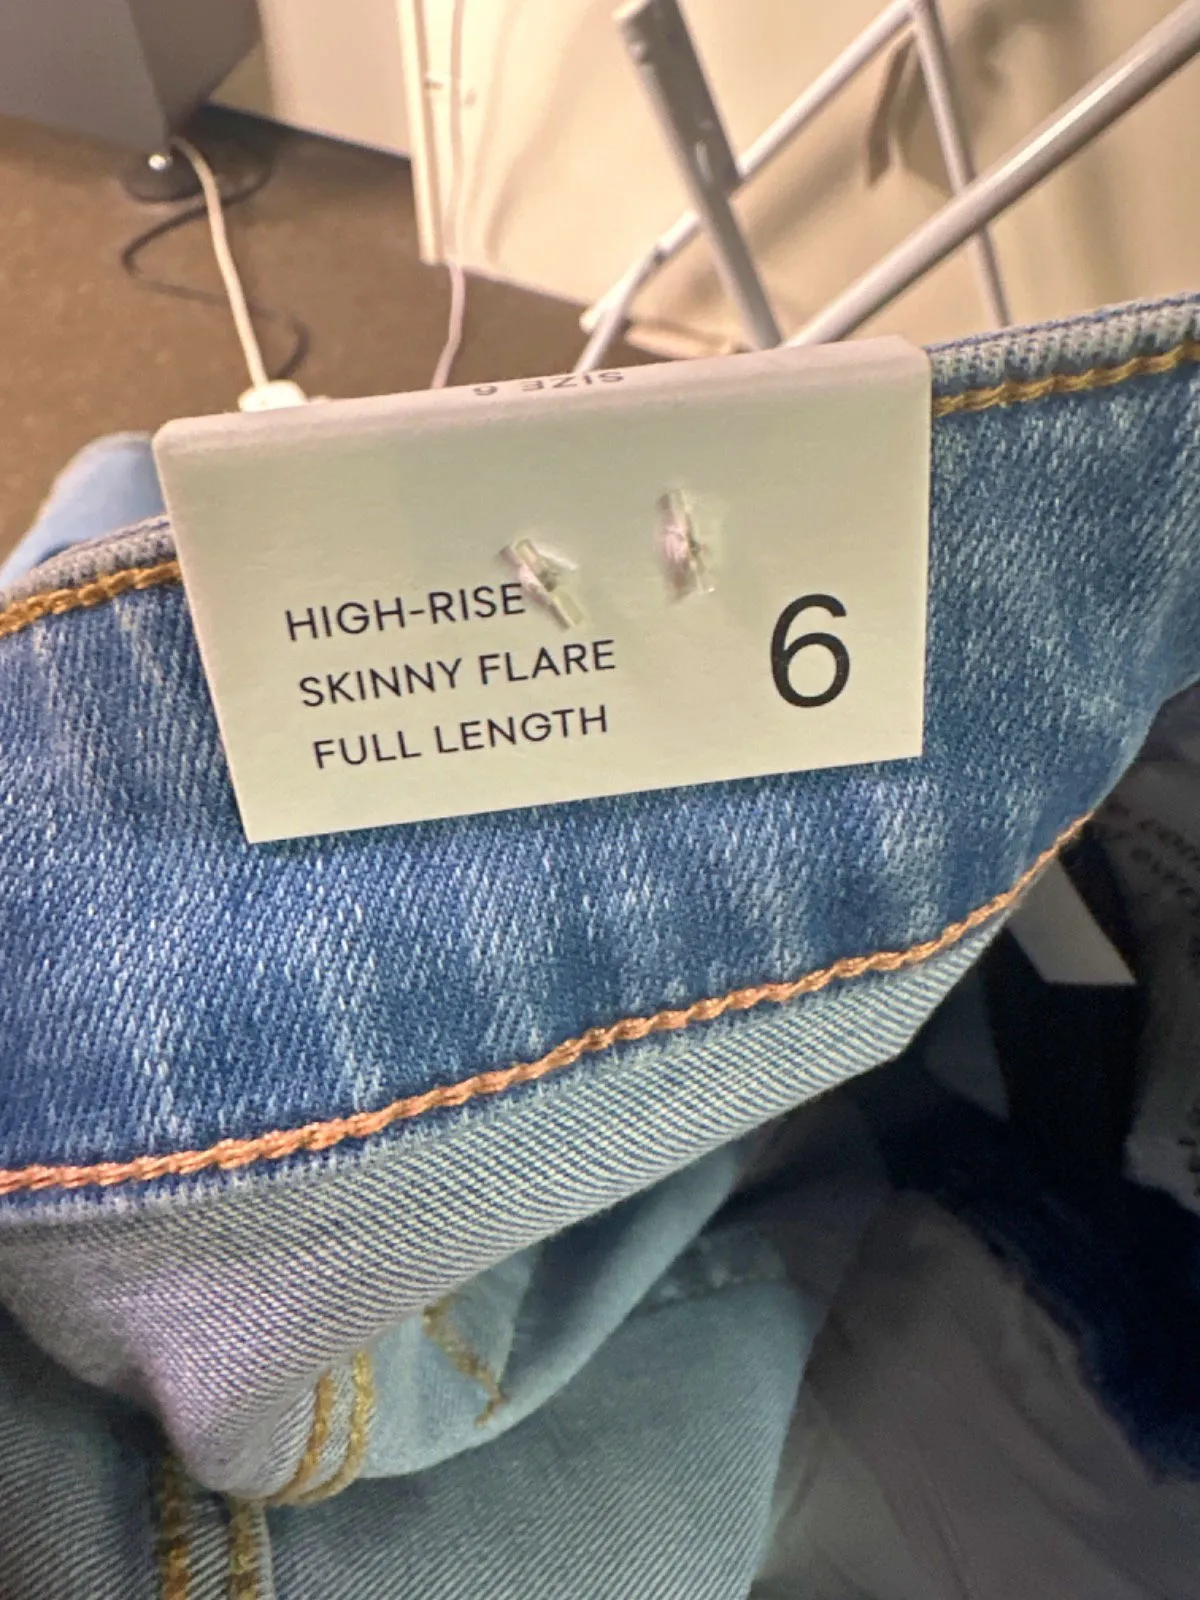 SIZE 6
HIGH-RISE
SKINNY FLARE
FULL LENGTH
6